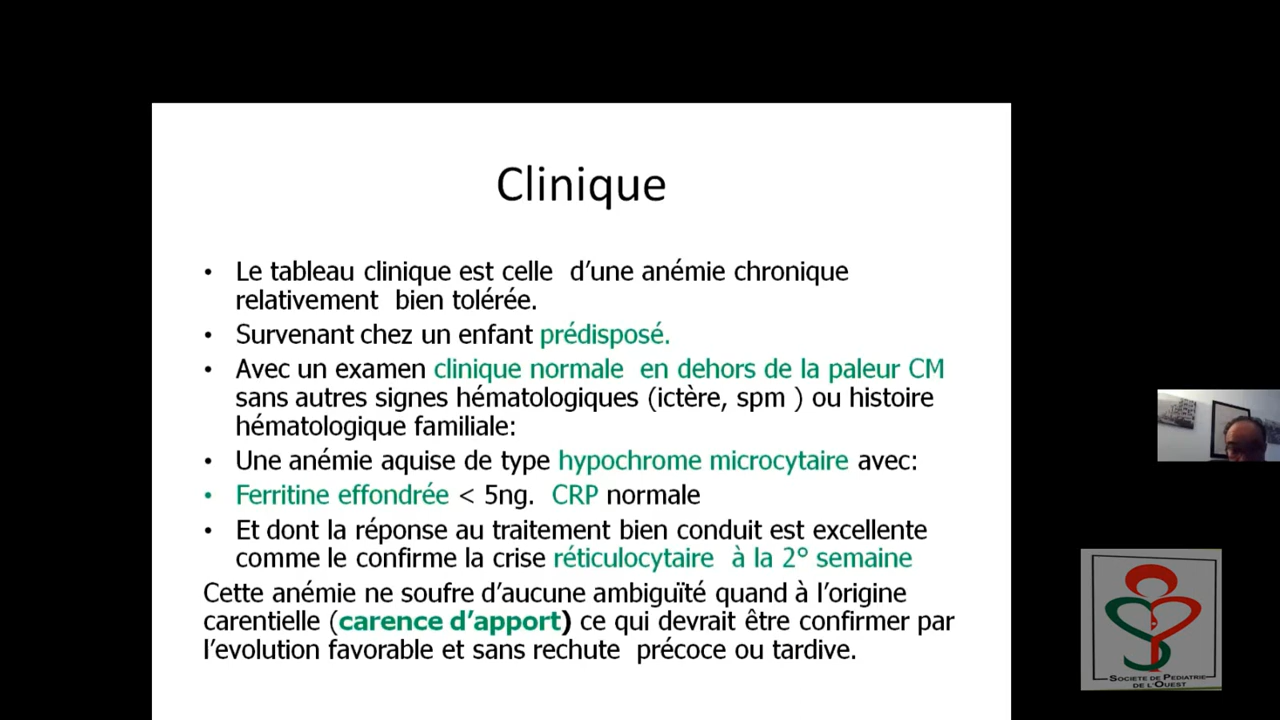 Clinique
• Le tableau clinique est celle d’une anémie chronique
relativement bien tolérée.
• Survenant chez un enfant prédisposé.
• Avec un examen clinique normale en dehors de la paleur CM
sans autres signes hématologiques (ictère, spm ) ou histoire
hématologique familiale:
• Une anémie aquise de type hypochrome microcytaire avec:
• Ferritine effondrée < 5ng. CRP normale
• Et dont la réponse au traitement bien conduit est excellente
comme le confirme la crise réticulocytaire à la 2° semaine
Cette anémie ne soufre d’aucune ambiguïté quand à l’origine
carentielle (carence d’apport) ce qui devrait être confirmer par
l’evolution favorable et sans rechute précoce ou tardive.
SOCIETE DE PEDIATRIE
DE L'OUEST